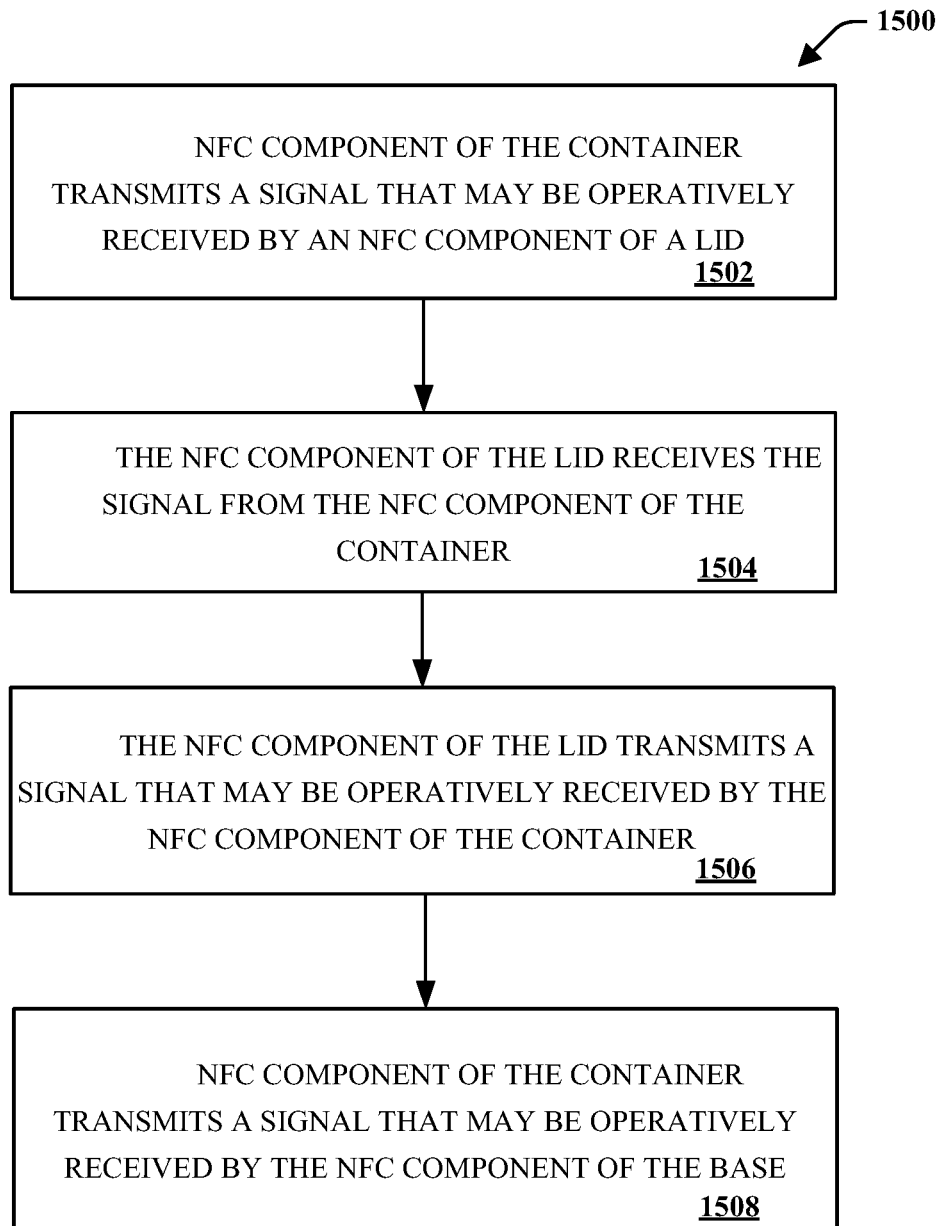 1500
NFC COMPONENT OF THE CONTAINER
TRANSMITS A SIGNAL THAT MAY BE OPERATIVELY
RECEIVED BY AN NFC COMPONENT OF A LID
1502
THE NFC COMPONENT OF THE LID RECEIVES THE
SIGNAL FROM THE NFC COMPONENT OF THE
CONTAINER
1504
THE NFC COMPONENT OF THE LID TRANSMITS A
SIGNAL THAT MAY BE OPERATIVELY RECEIVED BY THE
NFC COMPONENT OF THE CONTAINER
1506
NFC COMPONENT OF THE CONTAINER
TRANSMITS A SIGNAL THAT MAY BE OPERATIVELY
RECEIVED BY THE NFC COMPONENT OF THE BASE
1508